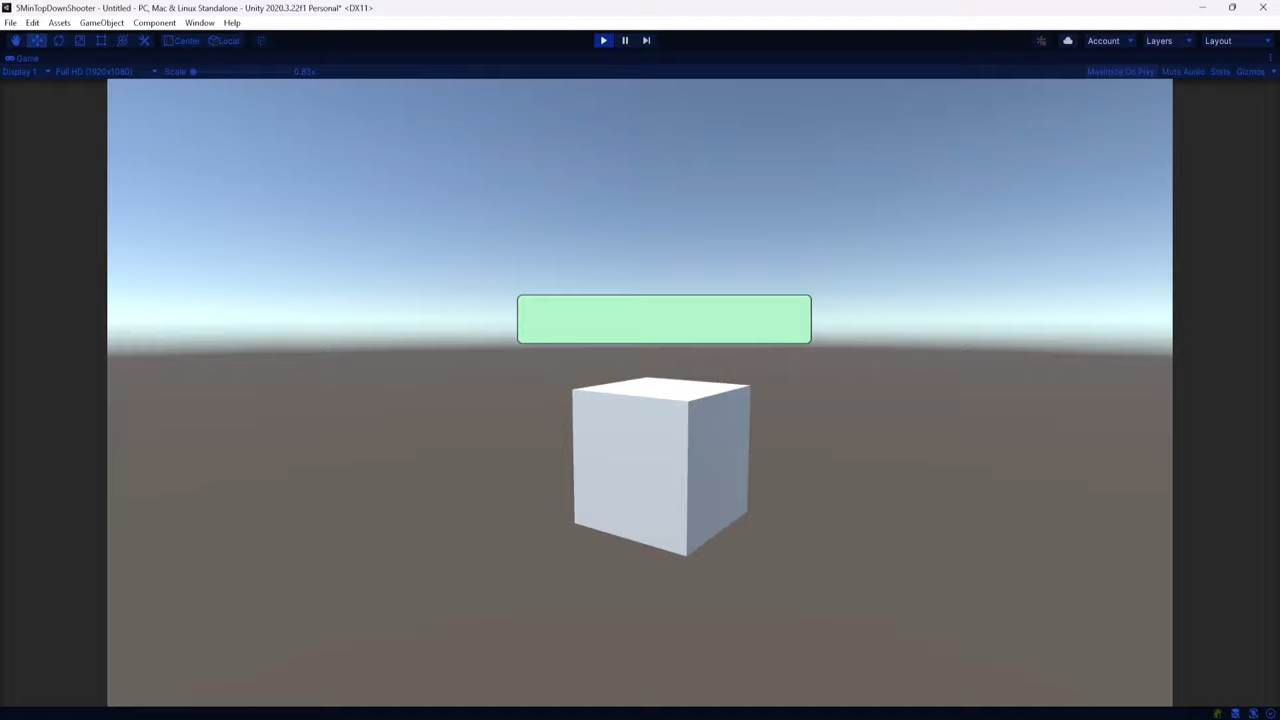 5MinTopDownShooter - Untitled - PC, Mac & Linux Standalone - Unity 2020.3.22f1 Personal* <DX11>
File Edit Assets GameObject Component Window Help
Center Local Account Layers Layout
Game
Display 1 Full HD (1920x1080) Scale 0.83x Maximize On Play Mute Audio Stats Gizmos